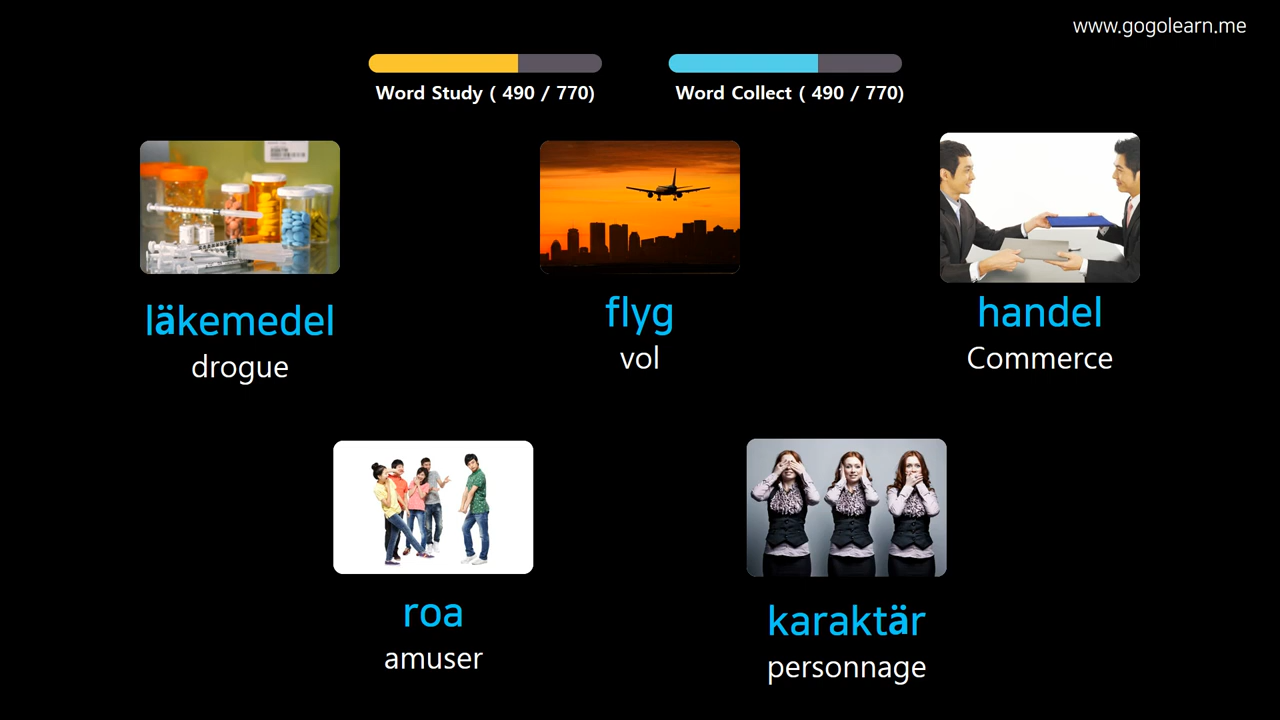 www.gogolearn.me
Word Study ( 490 / 770)
Word Collect ( 490 / 770)
läkemedel
drogue
flyg
vol
handel
Commerce
roa
amuser
karaktär
personnage